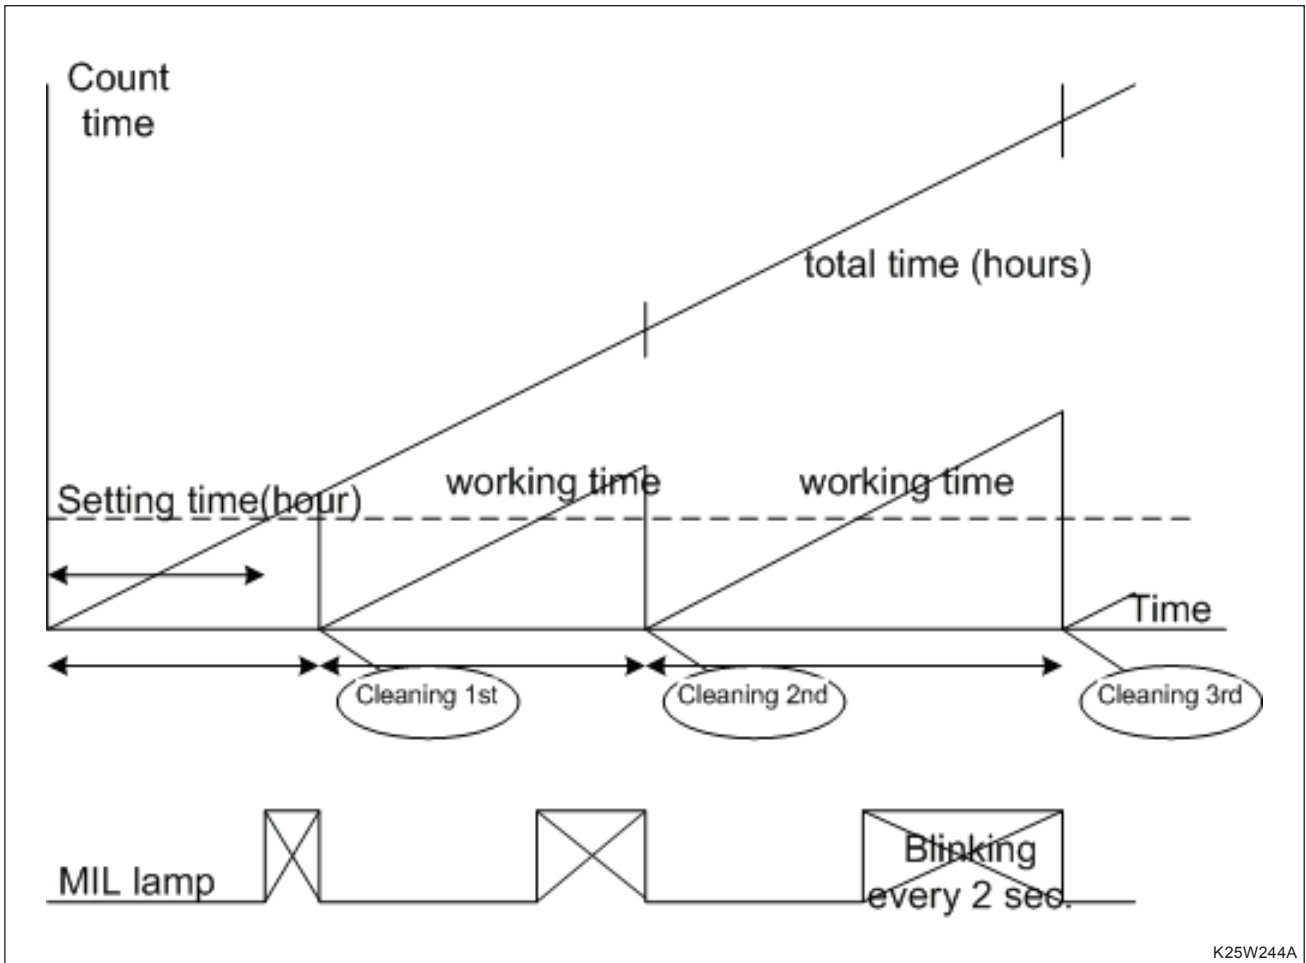 Count
time
total time (hours)
Setting time(hour)
working time
working time
Time
Cleaning 1st
Cleaning 2nd
Cleaning 3rd
MIL lamp
Blinking
every 2 sec.
K25W244A